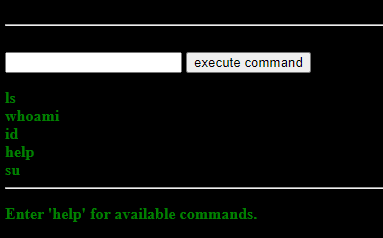 execute command
ls
whoami
id
help
su
Enter 'help' for available commands.